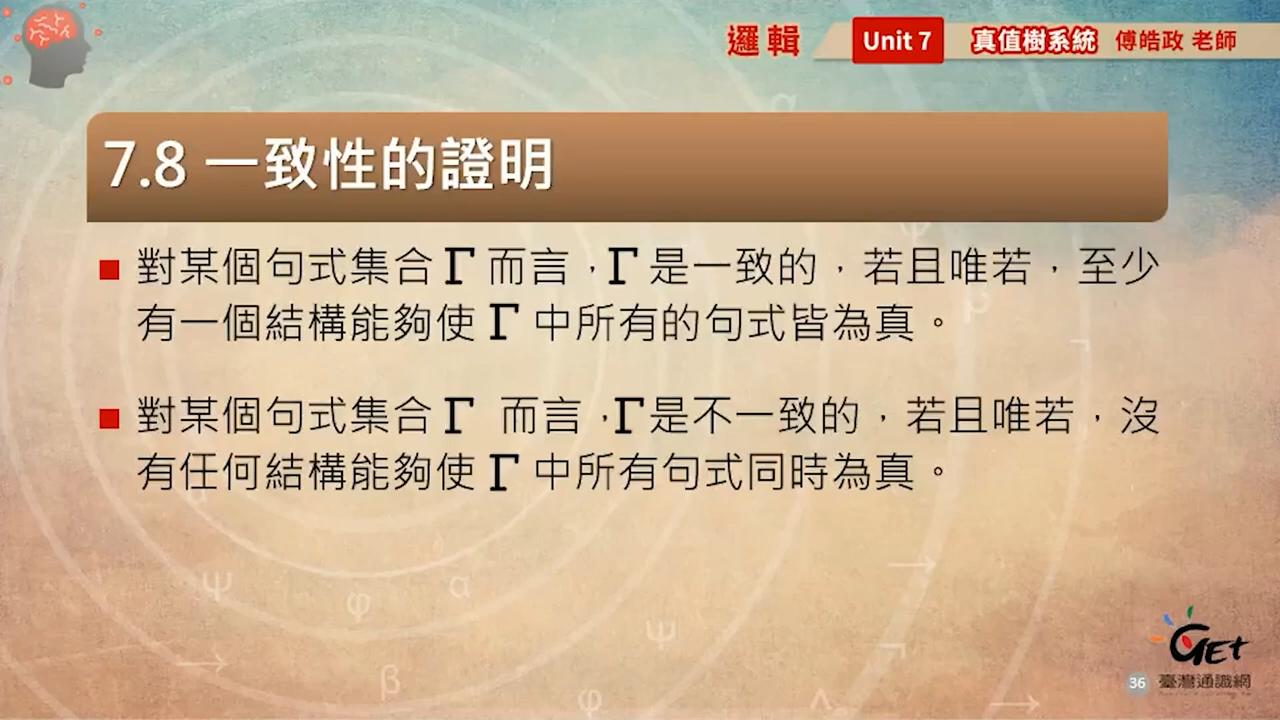 邏輯 Unit 7 真值樹系統 傅皓政 老師
7.8 一致性的證明
對某個句式集合 Γ 而言，Γ 是一致的，若且唯若，至少
有一個結構能夠使 Γ 中所有的句式皆為真。
對某個句式集合 Γ 而言，Γ是不一致的，若且唯若，沒
有任何結構能夠使 Γ 中所有句式同時為真。
ψ φ α
ψ
β φ
GEt
36 臺灣通識網